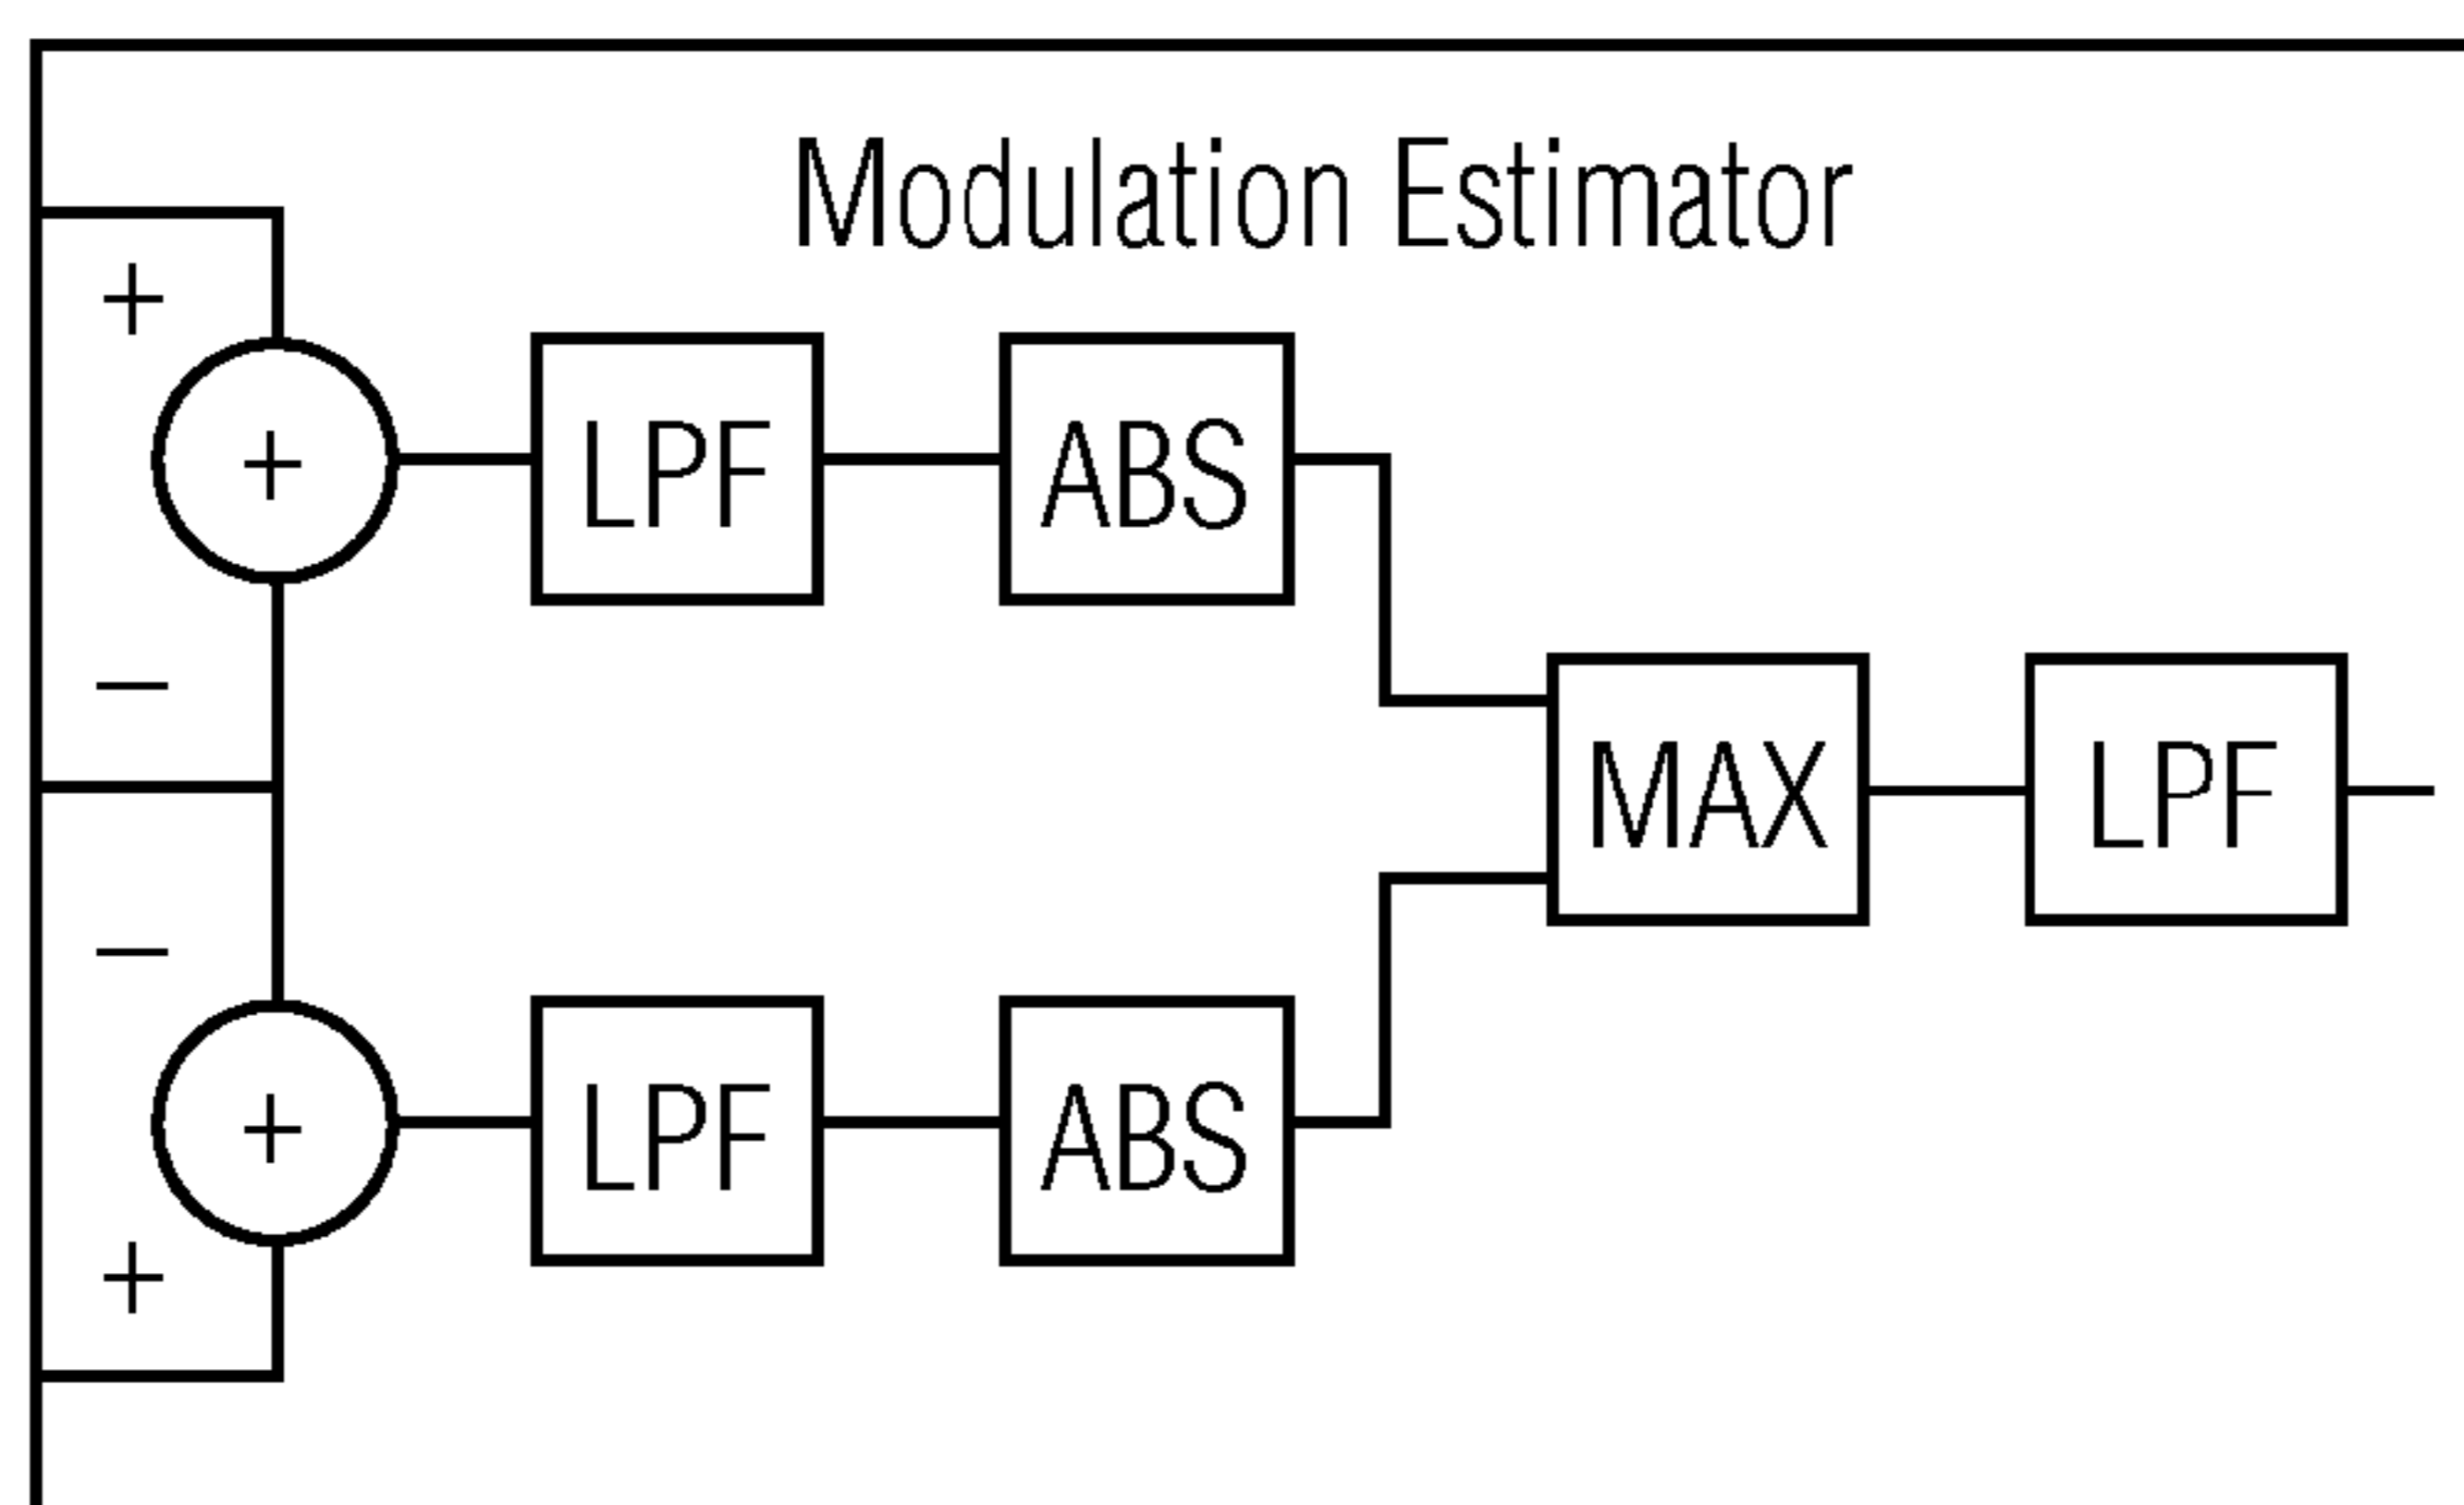 Modulation Estimator
+
+
LPF
ABS
−
MAX
LPF
−
+
LPF
ABS
+